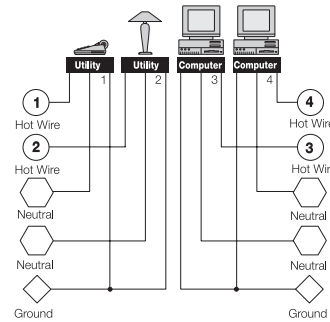 Utility Utility Computer Computer
1 2 3 4
1 4
Hot Wire Hot Wire
2 3
Hot Wire Hot Wire
Neutral Neutral
Neutral Neutral
Ground Ground